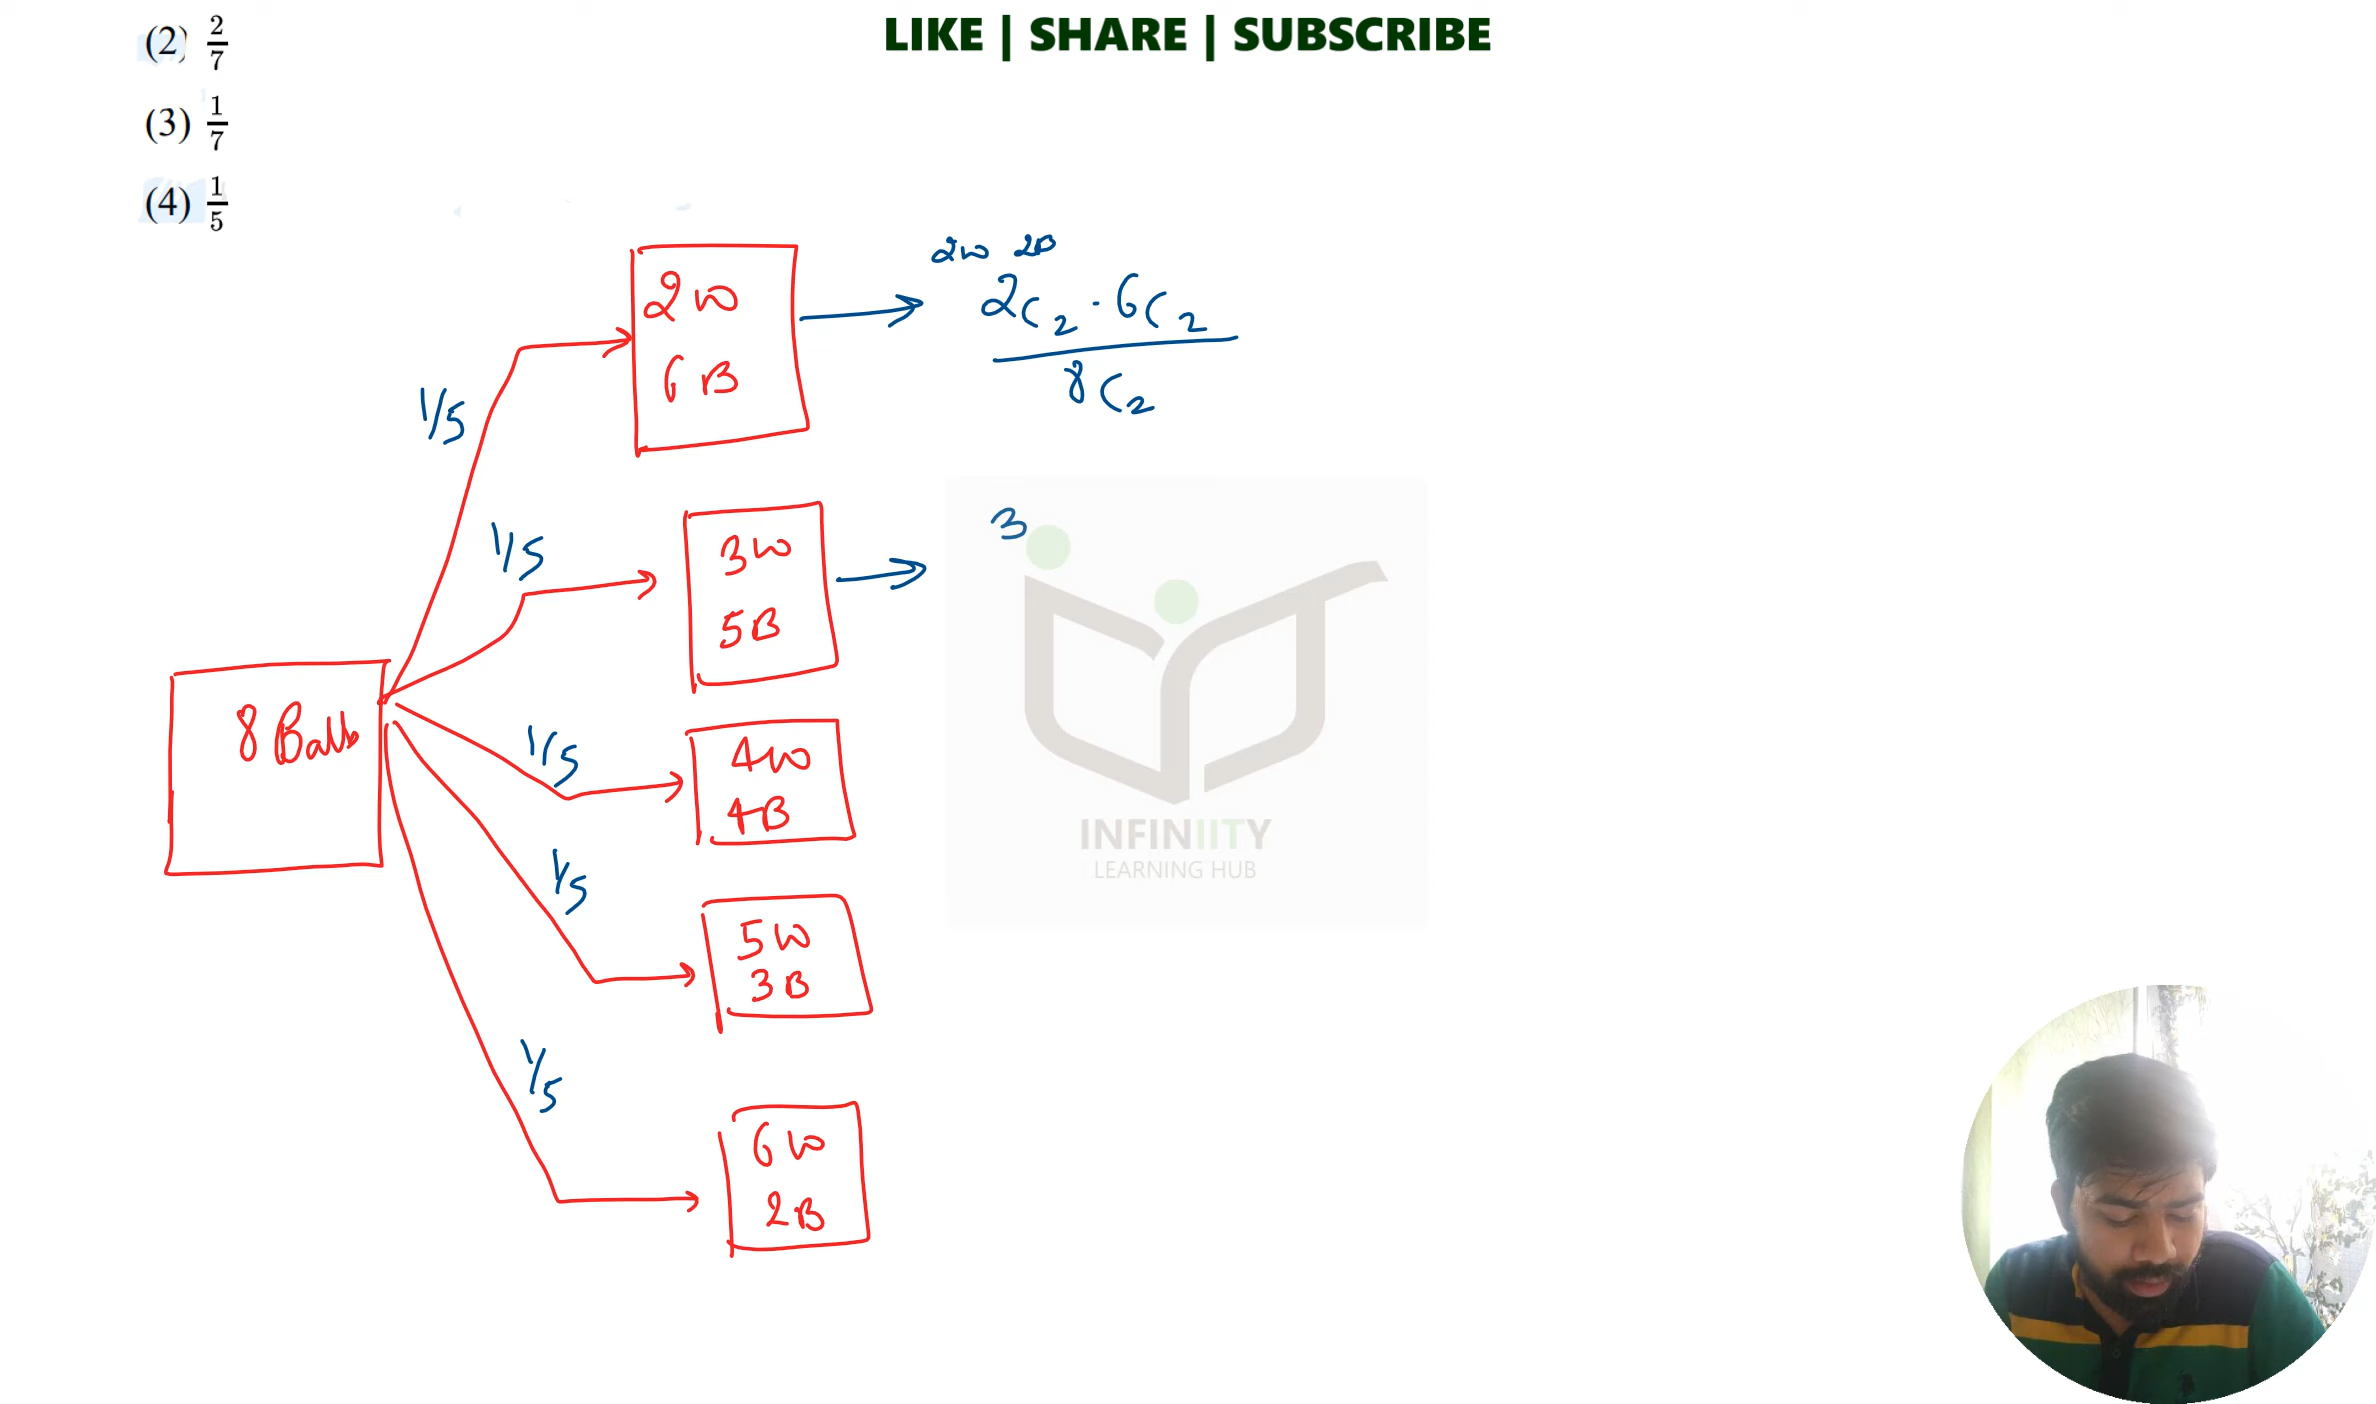 LIKE | SHARE | SUBSCRIBE
(2) 2/7
(3) 1/7
(4) 1/5
2W 2B
2W
6B
2C2 · 6C2
8C2
1/5
1/5
3W
5B
3
8 Balls
1/5
4W
4B
INFINIITY
LEARNING HUB
1/5
5W
3B
1/5
6W
2B